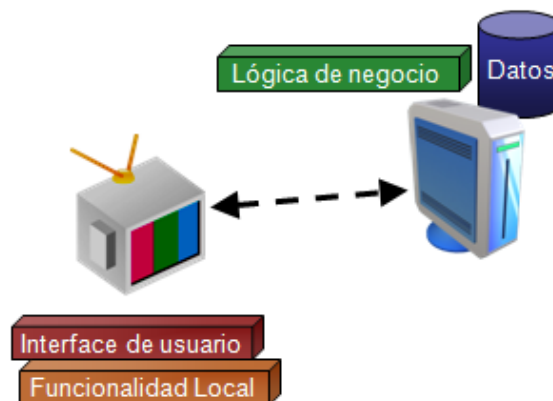 Lógica de negocio
Datos
Interface de usuario
Funcionalidad Local